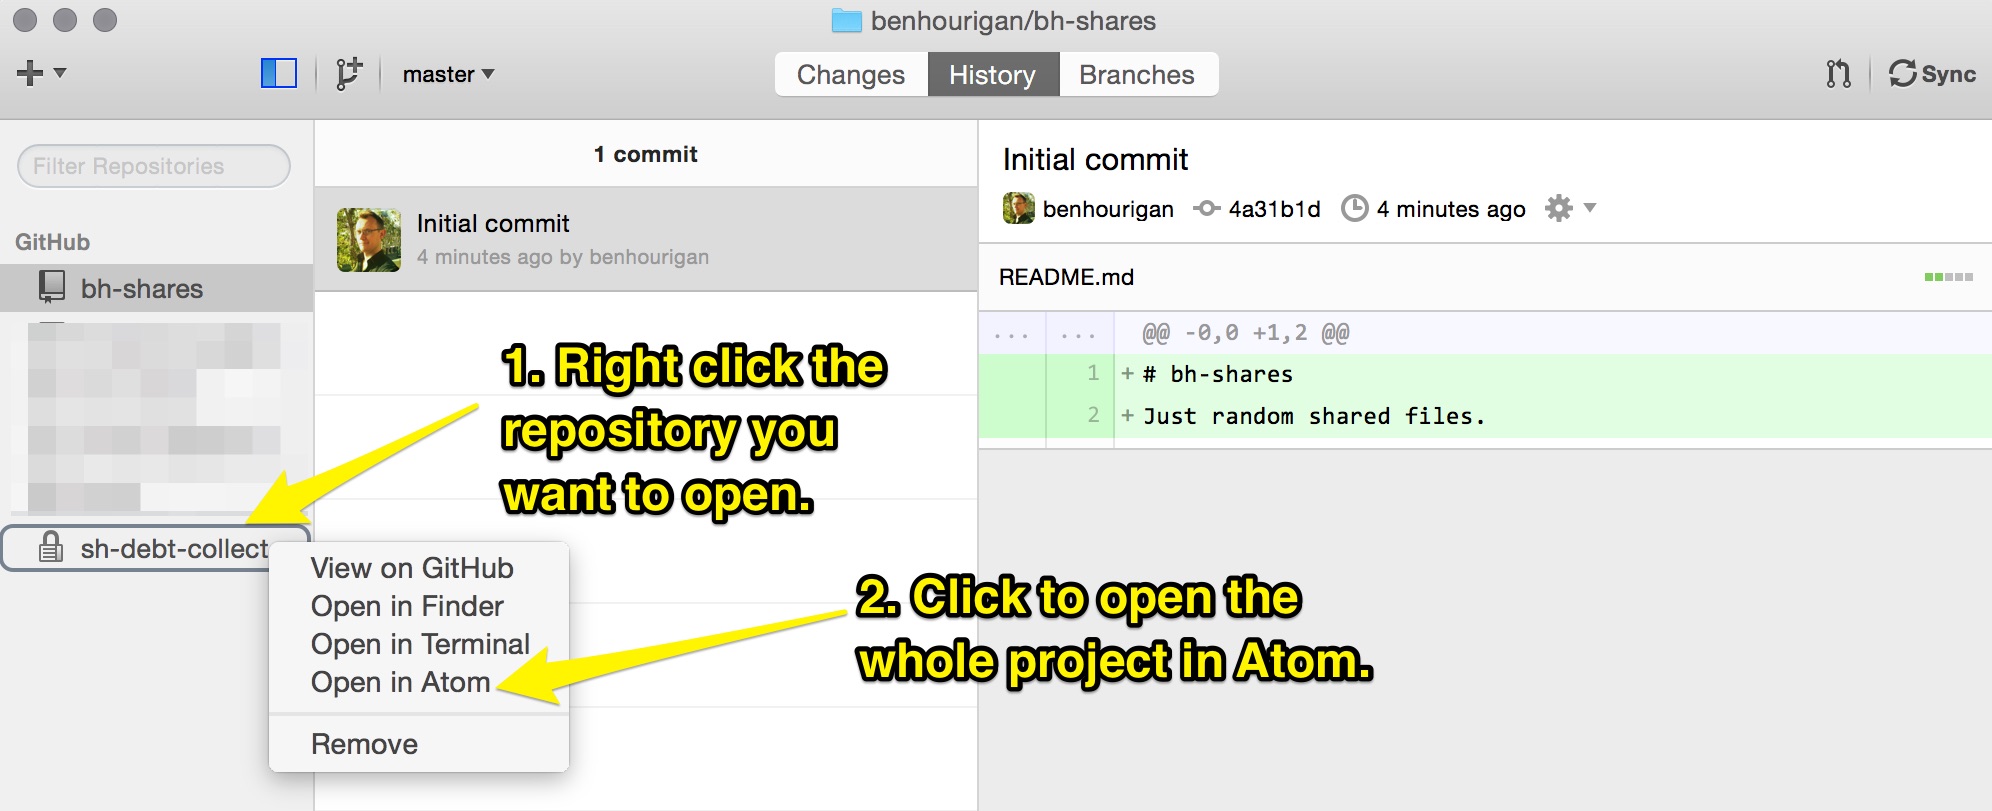 benhourigan/bh-shares
master
Changes
History
Branches
Sync
Filter Repositories
GitHub
bh-shares
sh-debt-collect
1 commit
Initial commit
4 minutes ago by benhourigan
Initial commit
benhourigan 4a31b1d 4 minutes ago
README.md
... ... @@ -0,0 +1,2 @@
1 + # bh-shares
2 + Just random shared files.
1. Right click the
repository you
want to open.
View on GitHub
Open in Finder
Open in Terminal
Open in Atom
Remove
2. Click to open the
whole project in Atom.